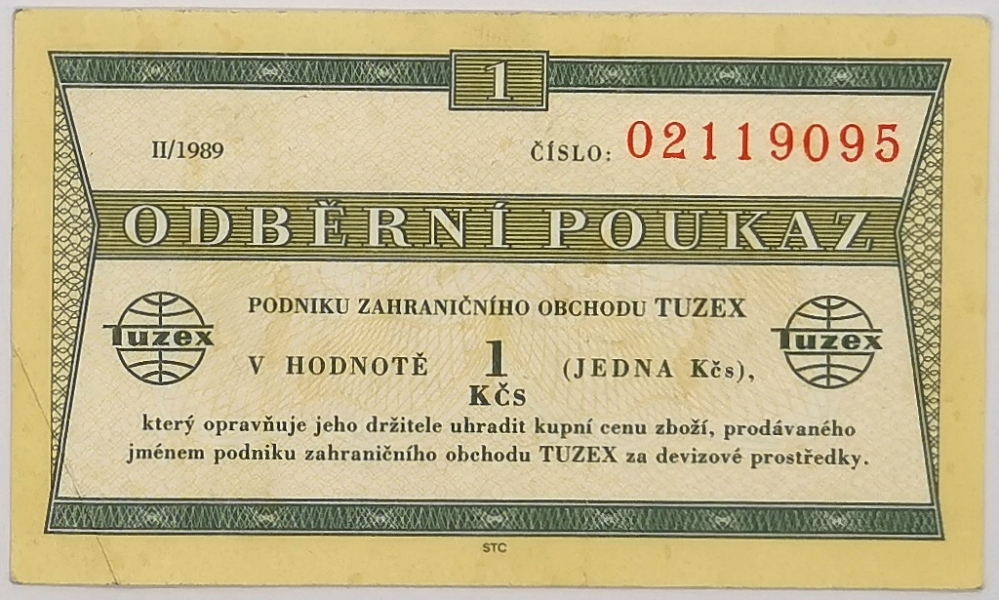 1
II/1989
ČÍSLO: 02119095
ODBĚRNÍ POUKAZ
PODNIKU ZAHRANIČNÍHO OBCHODU TUZEX
Tuzex
V HODNOTĚ 1 (JEDNA Kčs),
Tuzex
Kčs
který opravňuje jeho držitele uhradit kupní cenu zboží, prodávaného
jménem podniku zahraničního obchodu TUZEX za devizové prostředky.
STC